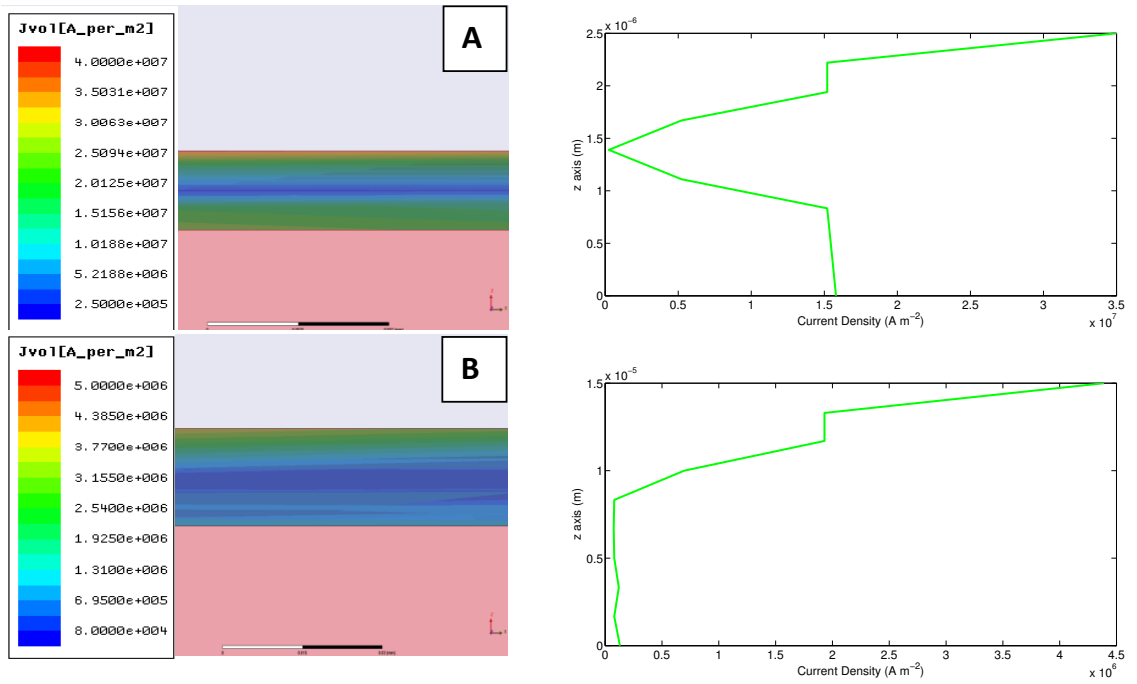 Jvol[A_per_m2]
4.0000e+007
3.5031e+007
3.0063e+007
2.5094e+007
2.0125e+007
1.5156e+007
1.0188e+007
5.2188e+006
2.5000e+005
A
x 10⁻⁶
2.5
2
1.5
1
0.5
0
z axis (m)
0 0.5 1 1.5 2 2.5 3 3.5
Current Density (A m⁻²)
x 10⁷
Jvol[A_per_m2]
5.0000e+006
4.3850e+006
3.7700e+006
3.1550e+006
2.5400e+006
1.9250e+006
1.3100e+006
6.9500e+005
8.0000e+004
B
x 10⁻⁵
1.5
1
0.5
0
z axis (m)
0 0.5 1 1.5 2 2.5 3 3.5 4 4.5
Current Density (A m⁻²)
x 10⁶